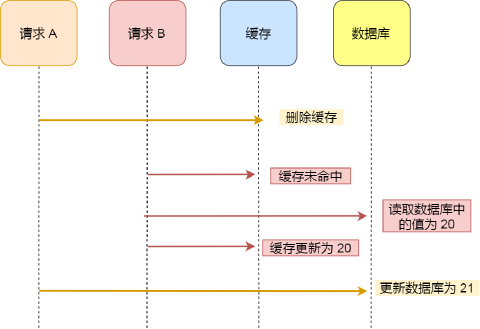 请求 A
请求 B
缓存
数据库
删除缓存
缓存未命中
读取数据库中
的值为 20
缓存更新为 20
更新数据库为 21